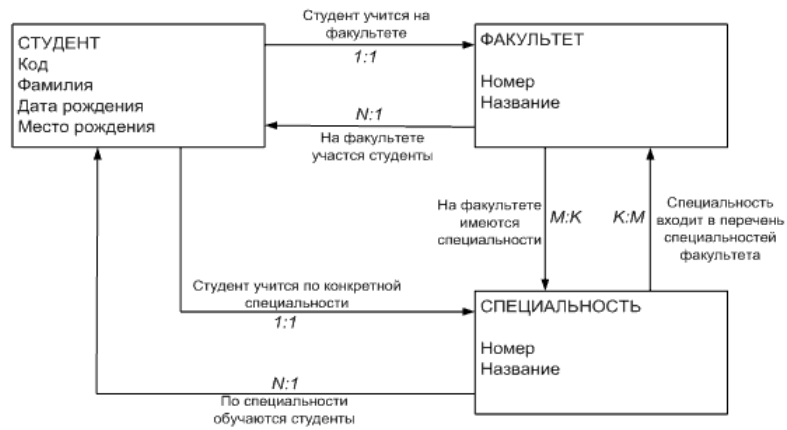 Студент учится на
факультете
1:1
СТУДЕНТ
Код
Фамилия
Дата рождения
Место рождения
ФАКУЛЬТЕТ
Номер
Название
N:1
На факультете
участся студенты
На факультете
имеются
специальности
M:K
K:M
Специальность
входит в перечень
специальностей
факультета
Студент учится по конкретной
специальности
1:1
СПЕЦИАЛЬНОСТЬ
Номер
Название
N:1
По специальности
обучаются студенты